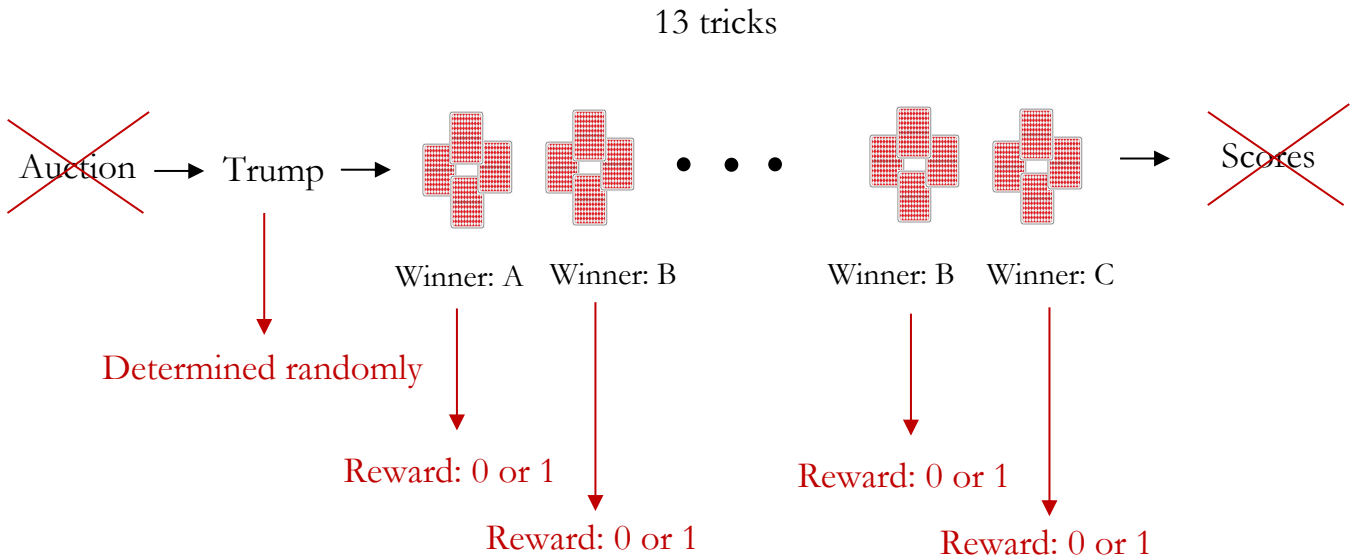 13 tricks
Auction
Trump
Scores
Winner: A
Winner: B
Winner: B
Winner: C
Determined randomly
Reward: 0 or 1
Reward: 0 or 1
Reward: 0 or 1
Reward: 0 or 1